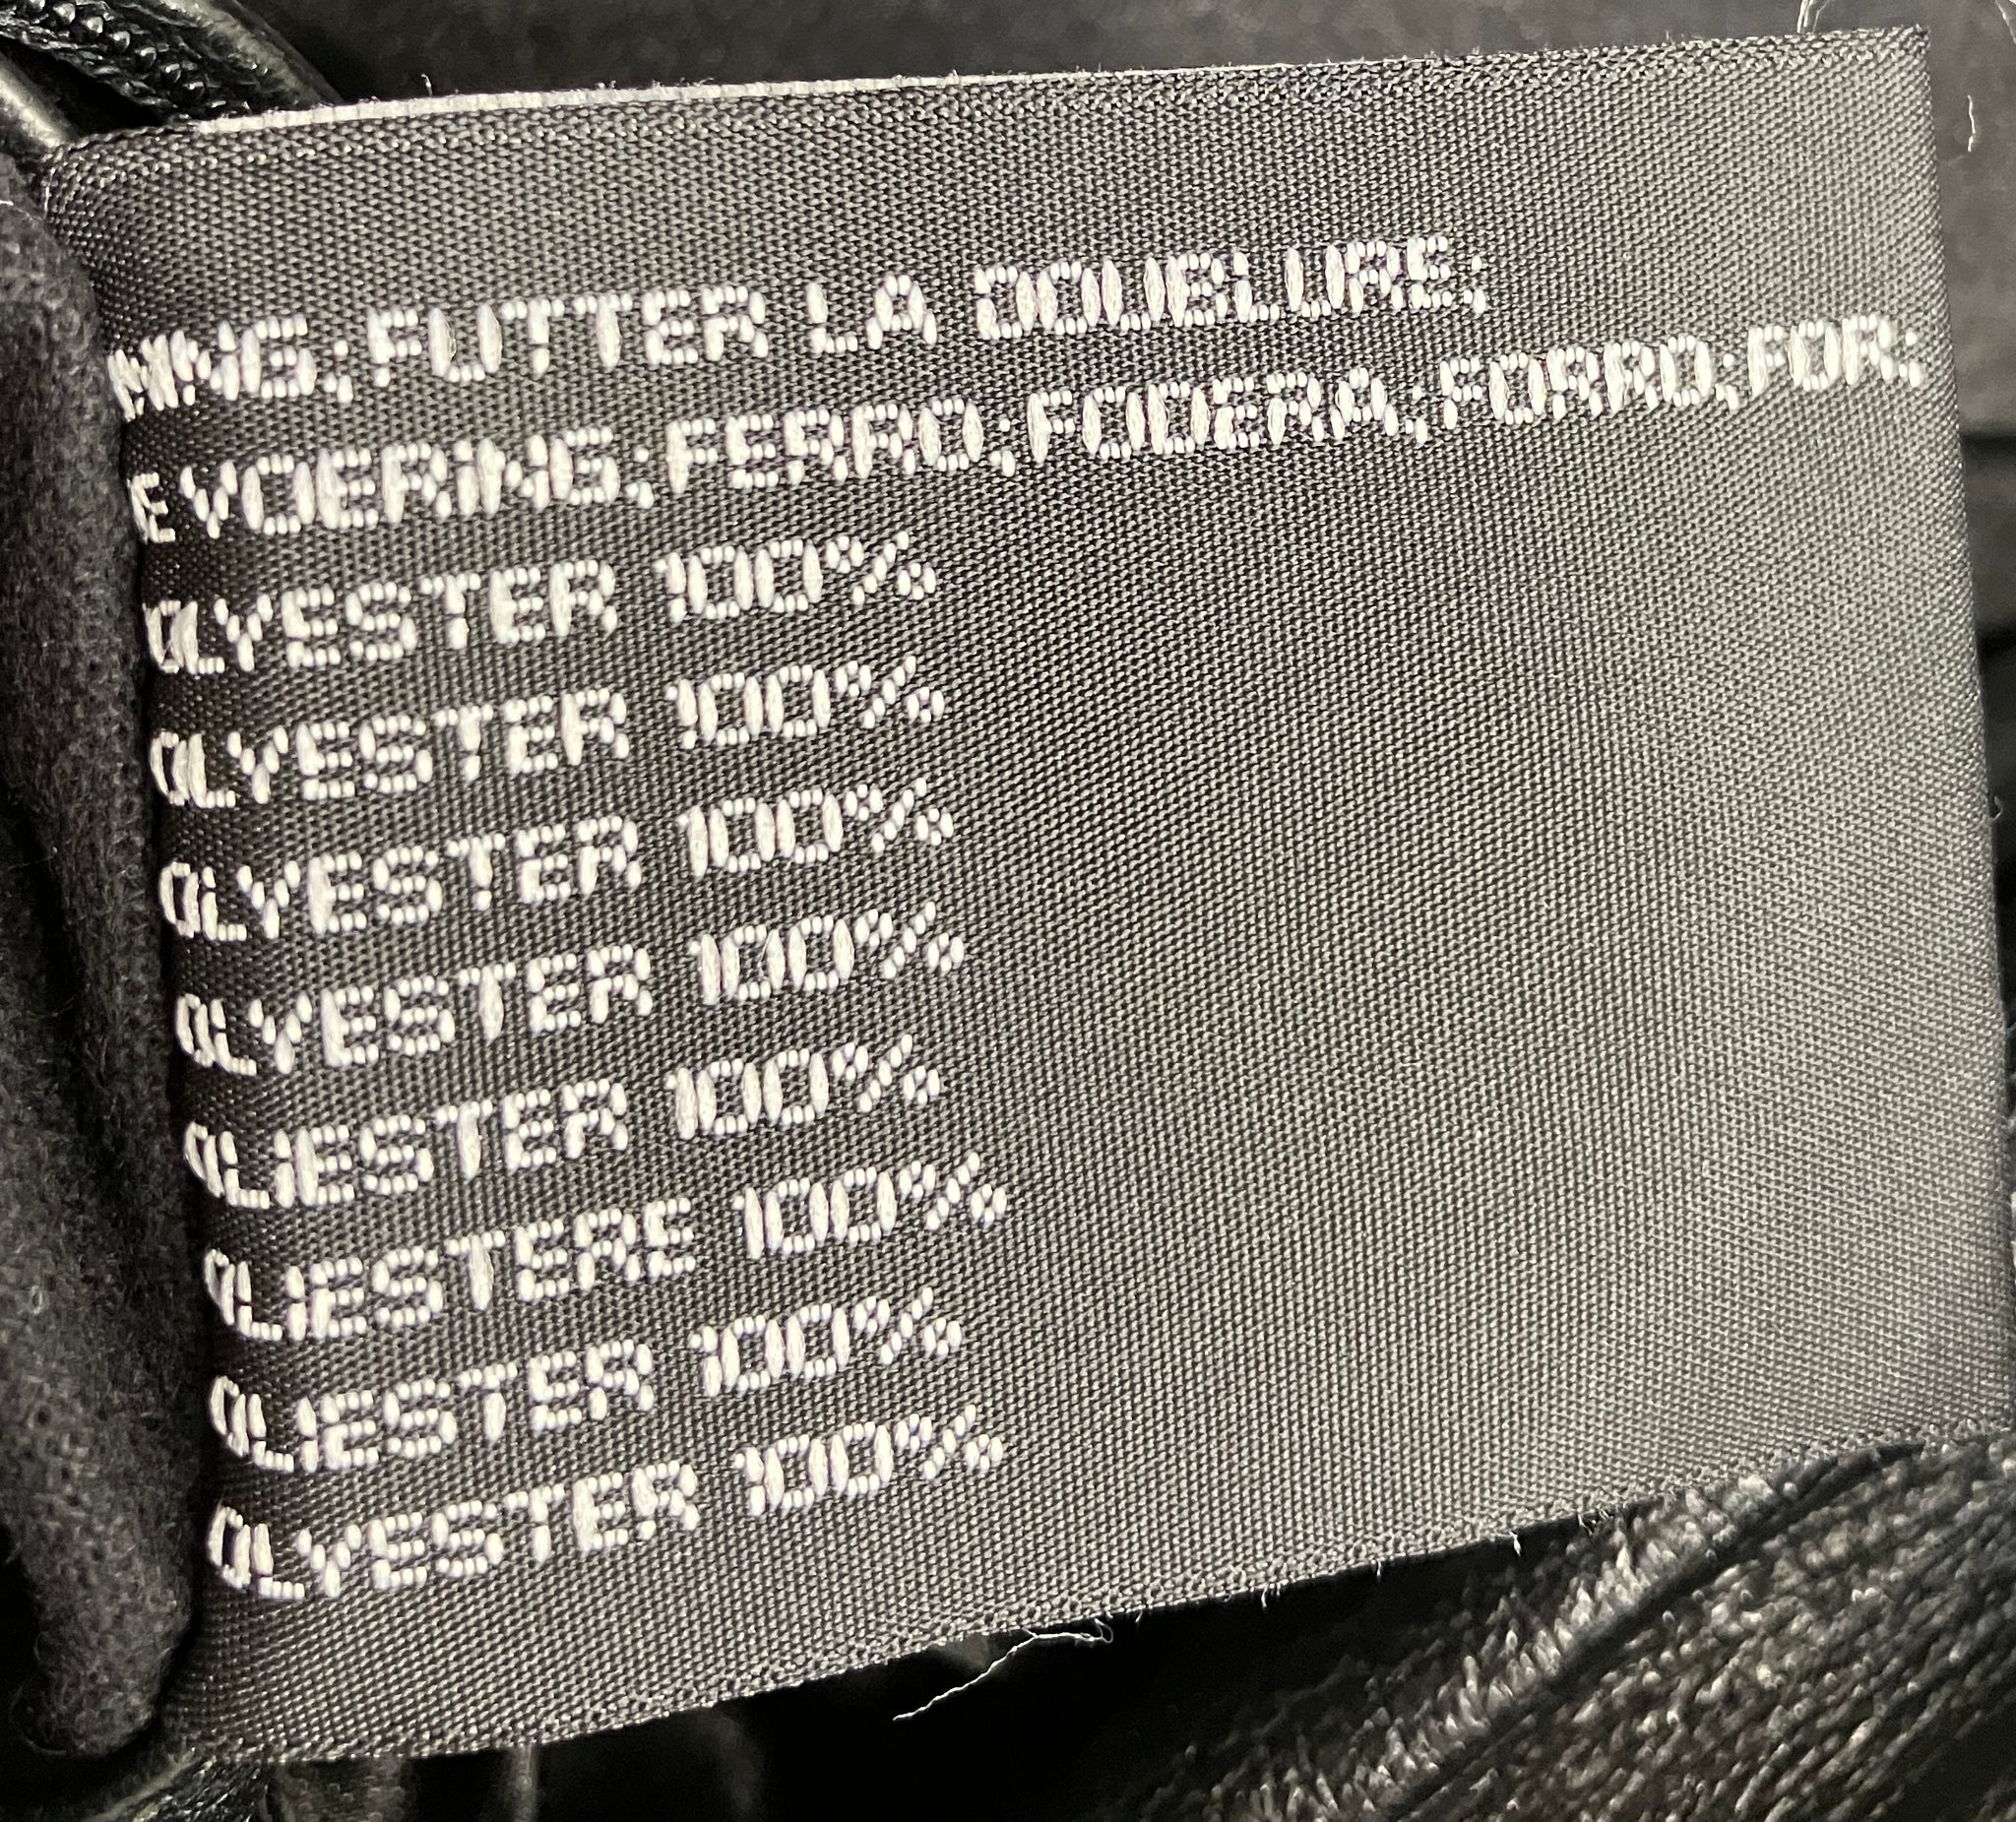 NING;FUTTER LA DOUBLURE;
E VOERING;FERRO;FODERA;FORRO;FOR;
OLYESTER 100%
OLYESTER 100%
OLYESTER 100%
OLYESTER 100%
OLIESTER 100%
OLIESTERE 100%
OLIESTER 100%
OLYESTER 100%